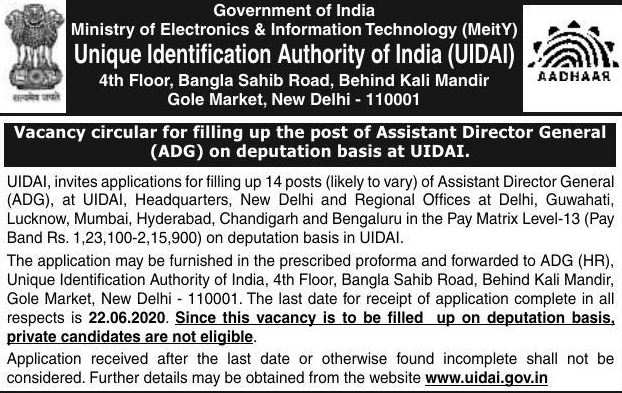 Government of India
Ministry of Electronics & Information Technology (MeitY)
Unique Identification Authority of India (UIDAI)
4th Floor, Bangla Sahib Road, Behind Kali Mandir
Gole Market, New Delhi - 110001
सत्यमेव जयते
AADHAAR
Vacancy circular for filling up the post of Assistant Director General
(ADG) on deputation basis at UIDAI.
UIDAI, invites applications for filling up 14 posts (likely to vary) of Assistant Director General
(ADG), at UIDAI, Headquarters, New Delhi and Regional Offices at Delhi, Guwahati,
Lucknow, Mumbai, Hyderabad, Chandigarh and Bengaluru in the Pay Matrix Level-13 (Pay
Band Rs. 1,23,100-2,15,900) on deputation basis in UIDAI.
The application may be furnished in the prescribed proforma and forwarded to ADG (HR),
Unique Identification Authority of India, 4th Floor, Bangla Sahib Road, Behind Kali Mandir,
Gole Market, New Delhi - 110001. The last date for receipt of application complete in all
respects is 22.06.2020. Since this vacancy is to be filled up on deputation basis,
private candidates are not eligible.
Application received after the last date or otherwise found incomplete shall not be
considered. Further details may be obtained from the website www.uidai.gov.in